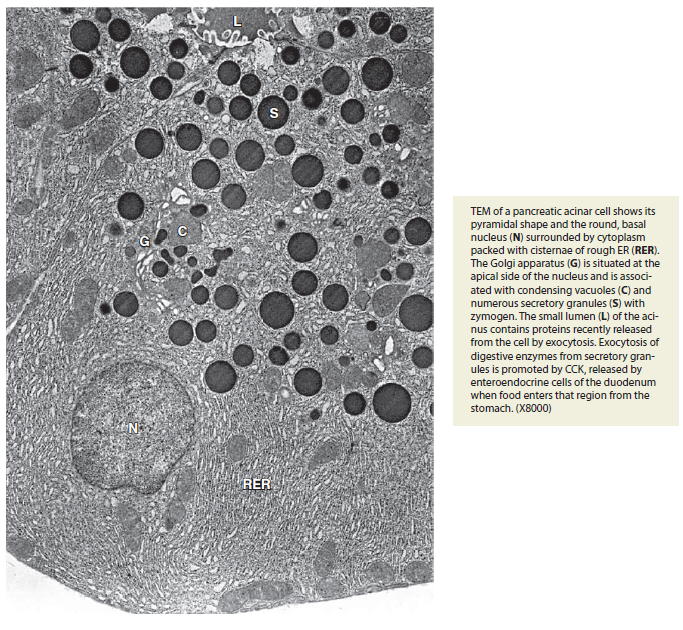 L
S
C
G
N
RER
TEM of a pancreatic acinar cell shows its
pyramidal shape and the round, basal
nucleus (N) surrounded by cytoplasm
packed with cisternae of rough ER (RER).
The Golgi apparatus (G) is situated at the
apical side of the nucleus and is associ-
ated with condensing vacuoles (C) and
numerous secretory granules (S) with
zymogen. The small lumen (L) of the aci-
nus contains proteins recently released
from the cell by exocytosis. Exocytosis of
digestive enzymes from secretory gran-
ules is promoted by CCK, released by
enteroendocrine cells of the duodenum
when food enters that region from the
stomach. (X8000)